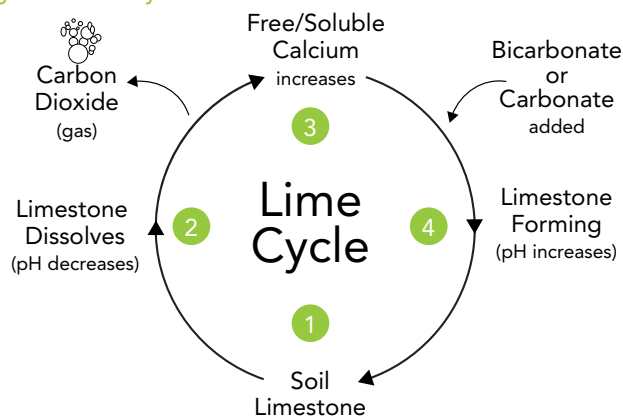 Free/Soluble
Calcium
increases
Carbon
Dioxide
(gas)
Bicarbonate
or
Carbonate
added
3
Limestone
Dissolves
(pH decreases)
2
Lime
Cycle
4
Limestone
Forming
(pH increases)
1
Soil
Limestone